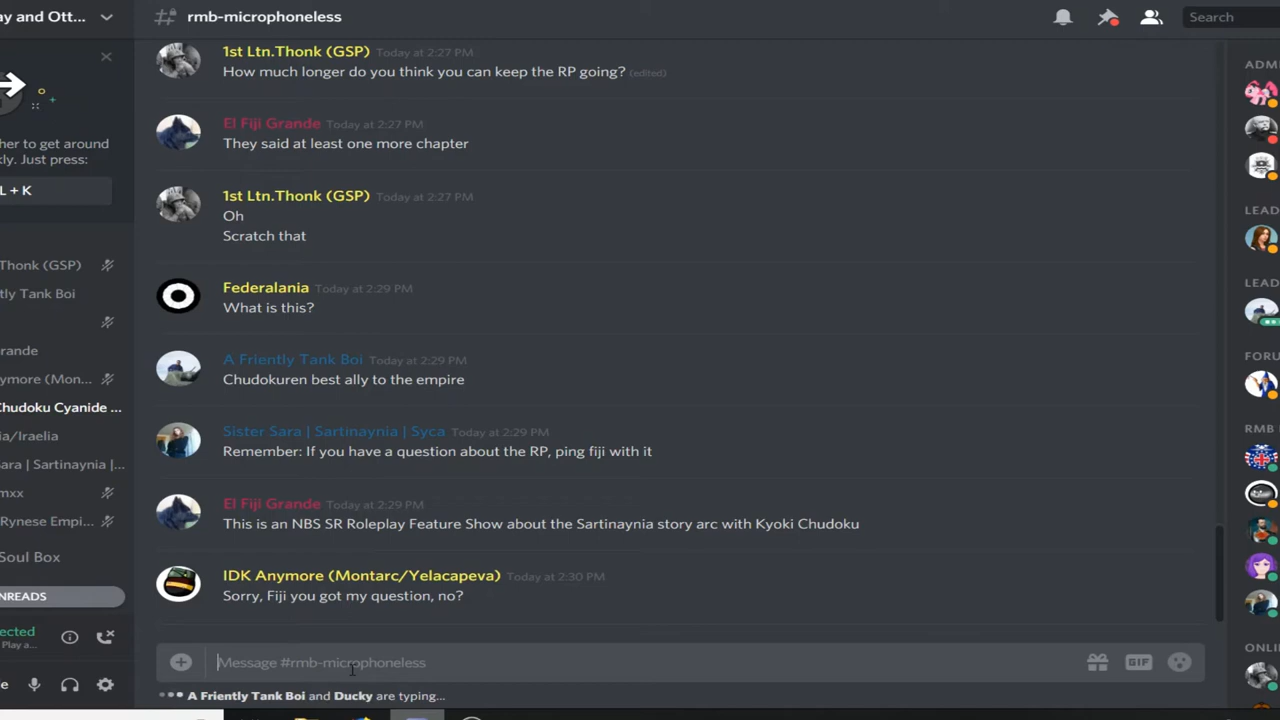 ay and Ott...
rmb-microphoneless
Search
her to get around
kly. Just press:
L + K
Thonk (GSP)
tly Tank Boi
rande
ymore (Mon...
Chudoku Cyanide ...
ia/Iraelia
ara | Sartinaynia |...
mxx
Rynese Empi...
Soul Box
NREADS
ected
Play a...
e
1st Ltn.Thonk (GSP) Today at 2:27 PM
How much longer do you think you can keep the RP going? (edited)
El Fiji Grande Today at 2:27 PM
They said at least one more chapter
1st Ltn.Thonk (GSP) Today at 2:27 PM
Oh
Scratch that
Federalania Today at 2:29 PM
What is this?
A Friently Tank Boi Today at 2:29 PM
Chudokuren best ally to the empire
Sister Sara | Sartinaynia | Syca Today at 2:29 PM
Remember: If you have a question about the RP, ping fiji with it
El Fiji Grande Today at 2:29 PM
This is an NBS SR Roleplay Feature Show about the Sartinaynia story arc with Kyoki Chudoku
IDK Anymore (Montarc/Yelacapeva) Today at 2:30 PM
Sorry, Fiji you got my question, no?
Message #rmb-microphoneless
GIF
A Friently Tank Boi and Ducky are typing...
ADMI
LEAD
LEAD
FORU
RMB
ONLI